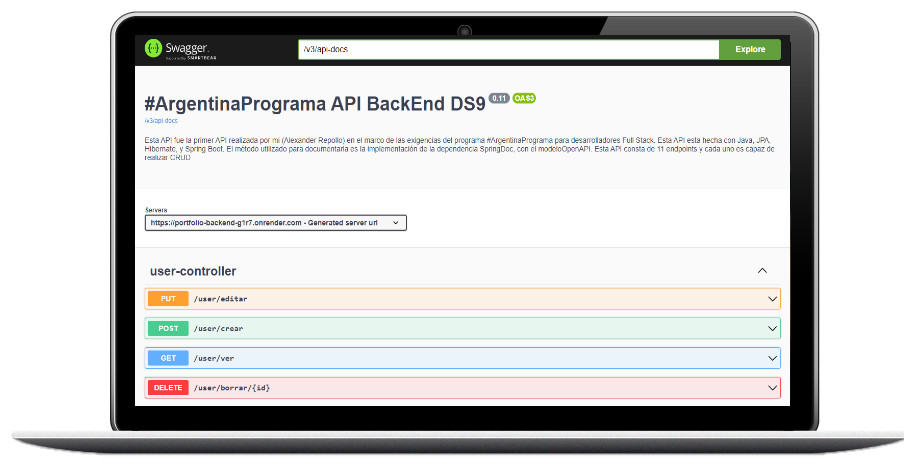 Swagger.
Supported by SMARTBEAR
/v3/api-docs
Explore
#ArgentinaPrograma API BackEnd DS9 0.11 OAS3
/v3/api-docs
Esta API fue la primer API realizada por mi (Alexander Repollo) en el marco de las exigencias del programa #ArgentinaPrograma para desarrolladores Full Stack. Esta API esta hecha con Java, JPA,
Hibernate, y Spring Boot. El método utilizado para documentarla es la implementación de la dependencia SpringDoc, con el modeloOpenAPI. Esta API consta de 11 endpoints y cada uno es capaz de
realizar CRUD
Servers
https://portfolio-backend-g1r7.onrender.com - Generated server url
user-controller
PUT /user/editar
POST /user/crear
GET /user/ver
DELETE /user/borrar/{id}